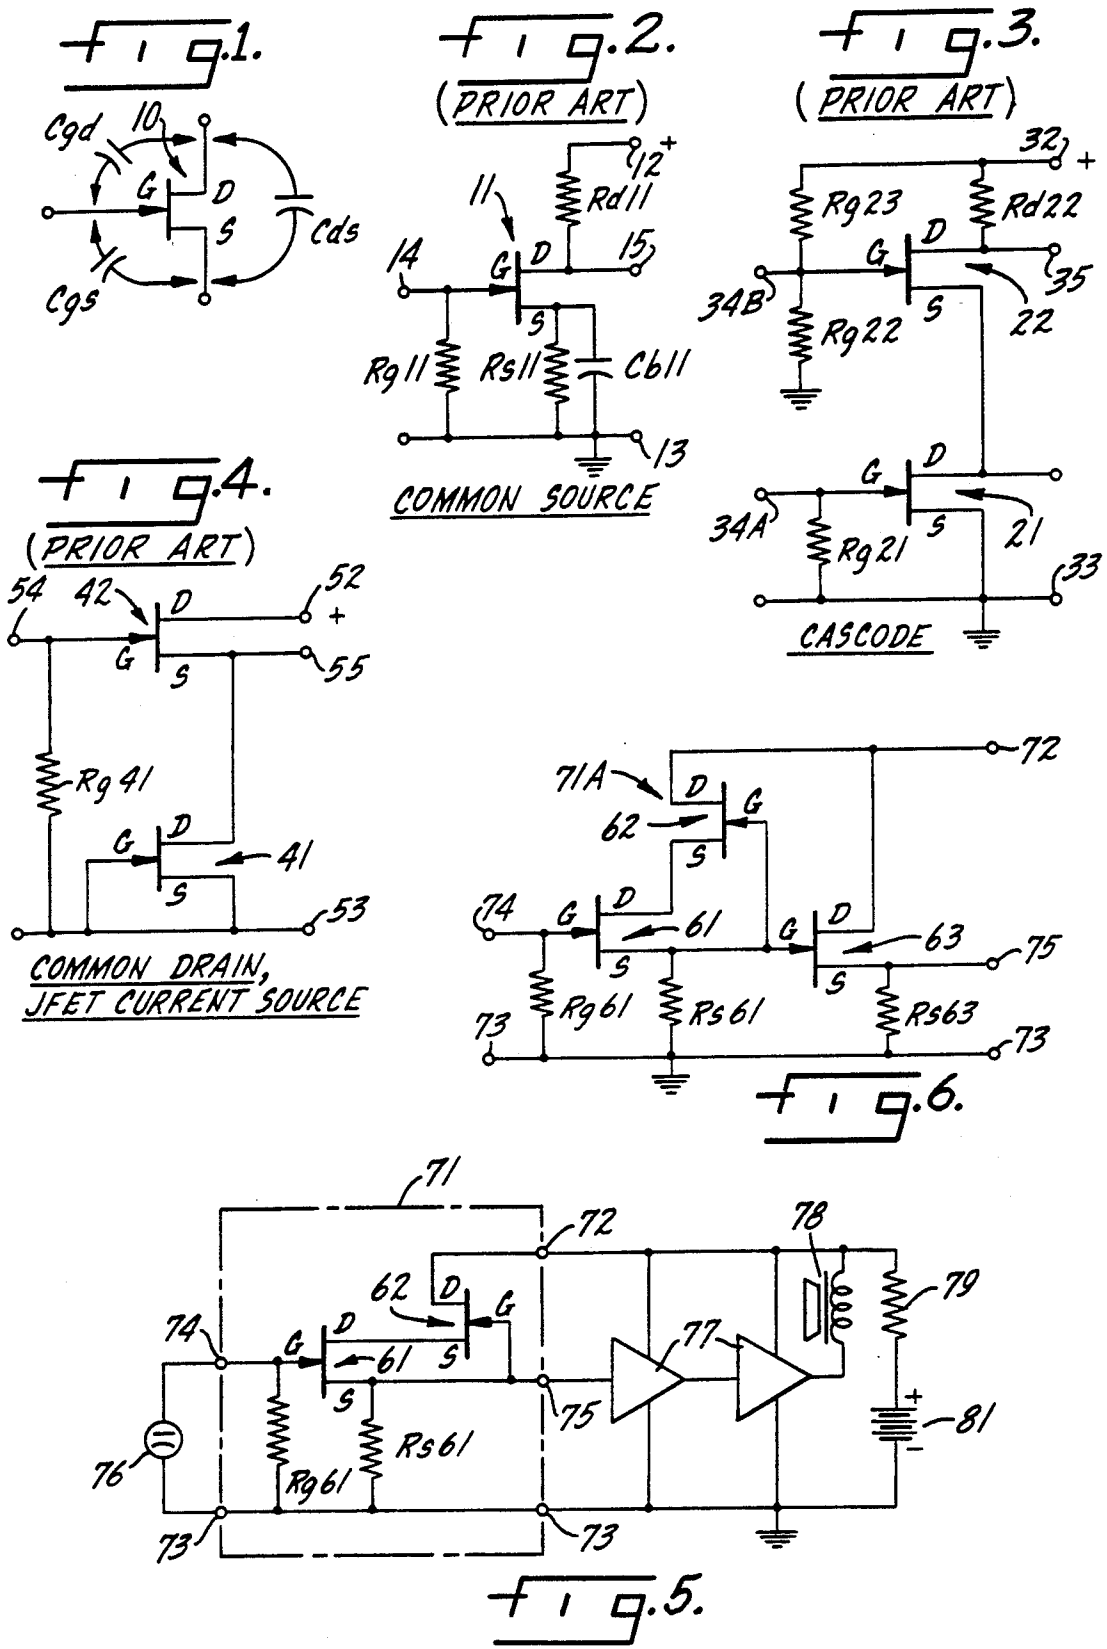 fig.1.
Cgd
10
G
D
S
Cds
Cgs
fig.2.
(PRIOR ART)
12
+
Rd11
11
14
G
D
15
S
Rg11
Rs11
Cb11
13
COMMON SOURCE
fig.3.
(PRIOR ART)
32
+
Rg23
Rd22
D
G
35
34B
S
22
Rg22
D
G
34A
S
21
Rg21
33
CASCODE
fig.4.
(PRIOR ART)
54
42
D
52
+
G
S
55
Rg41
D
G
41
S
53
COMMON DRAIN,
JFET CURRENT SOURCE
72
71A
D
G
62
S
74
G
D
61
G
D
63
75
S
S
Rg61
Rs61
Rs63
73
73
fig.6.
71
72
78
62
D
G
79
74
G
D
61
S
77
S
75
+
81
-
76
Rg61
Rs61
73
73
fig.5.